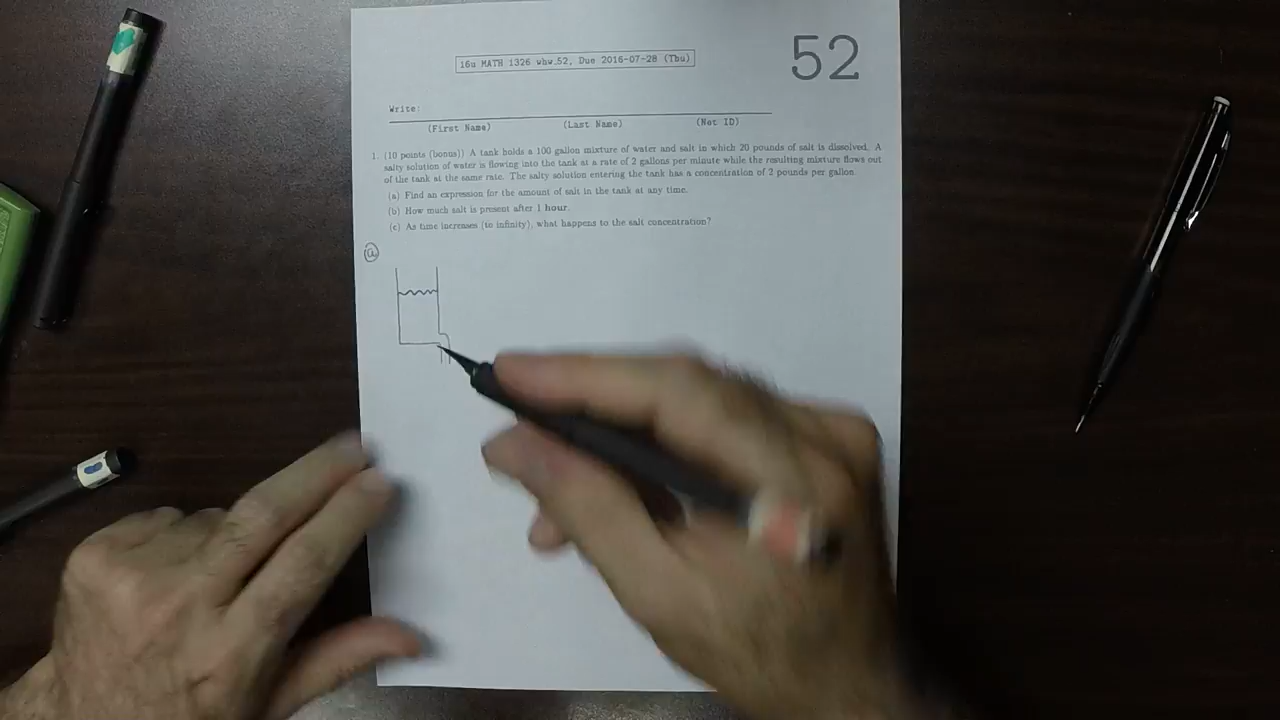 52
16u MATH 1326 whw.52, Due 2016-07-28 (Thu)
Write:
(First Name) (Last Name) (Net ID)
1. (10 points (bonus)) A tank holds a 100 gallon mixture of water and salt in which 20 pounds of salt is dissolved. A
salty solution of water is flowing into the tank at a rate of 2 gallons per minute while the resulting mixture flows out
of the tank at the same rate. The salty solution entering the tank has a concentration of 2 pounds per gallon.
(a) Find an expression for the amount of salt in the tank at any time.
(b) How much salt is present after 1 hour.
(c) As time increases (to infinity), what happens to the salt concentration?
a